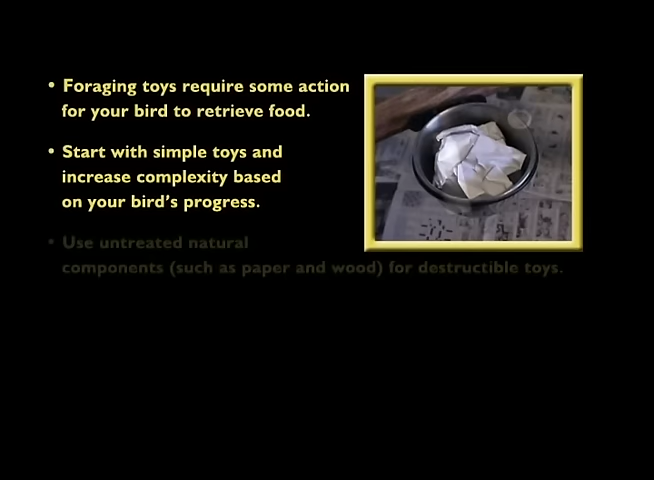 • Foraging toys require some action
for your bird to retrieve food.
• Start with simple toys and
increase complexity based
on your bird's progress.
• Use untreated natural
components (such as paper and wood) for destructible toys.